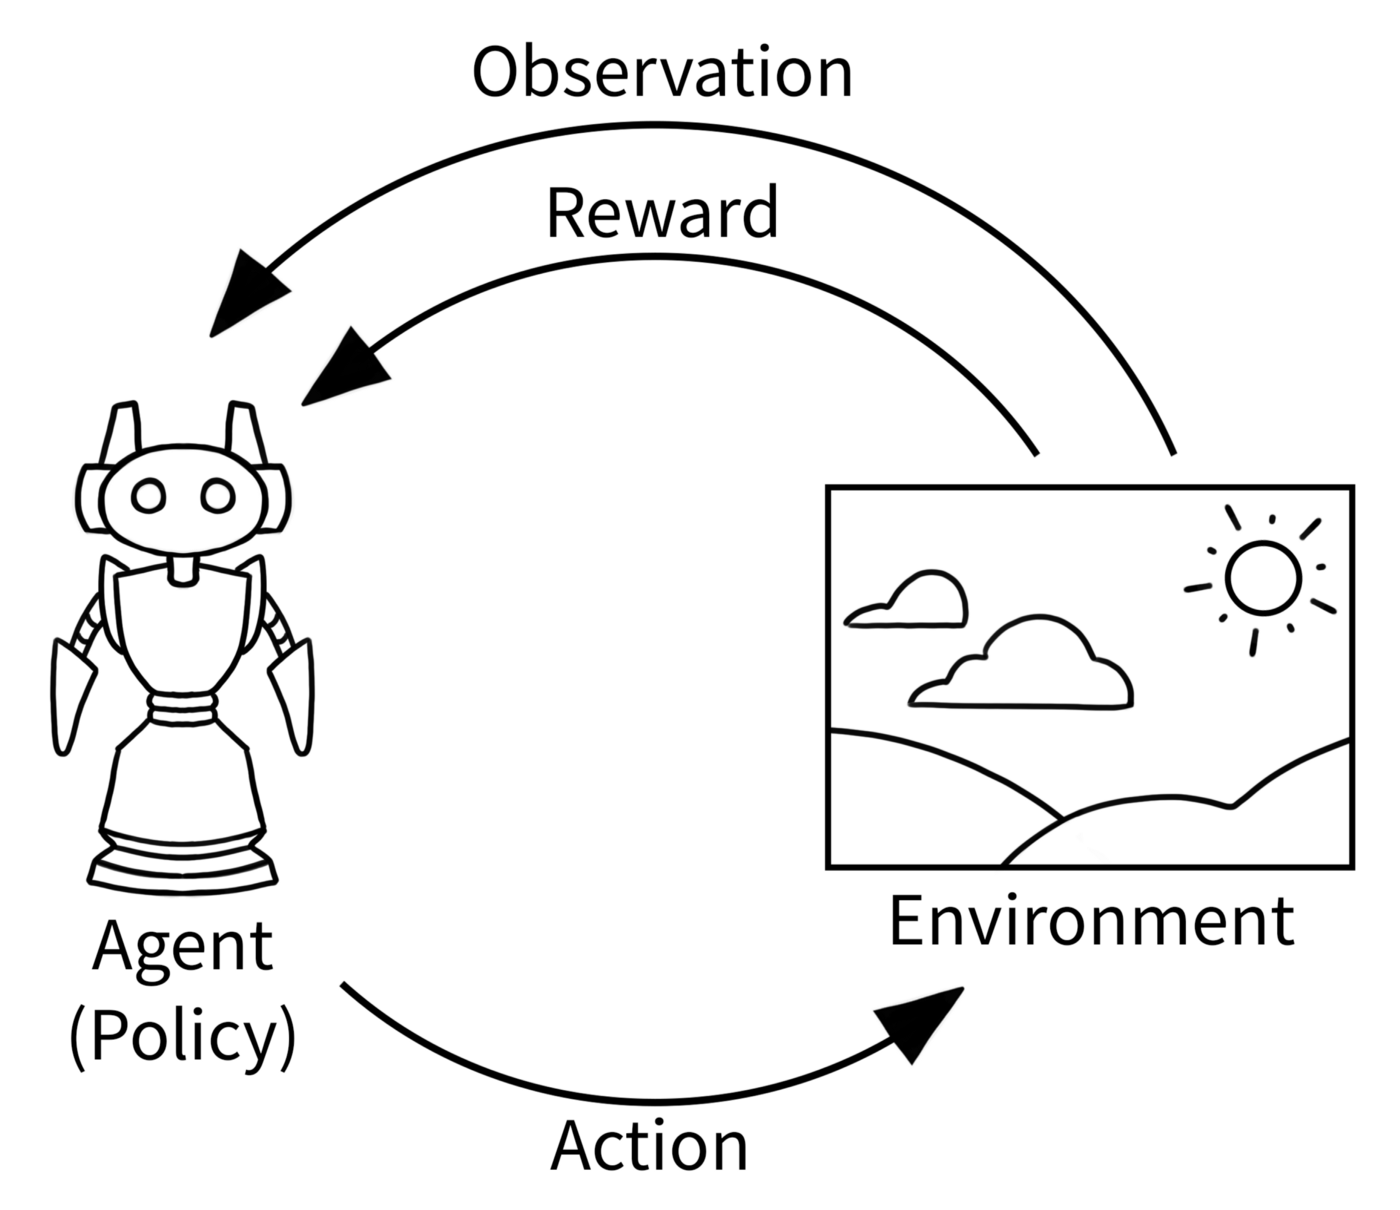 Observation
Reward
Environment
Agent
(Policy)
Action